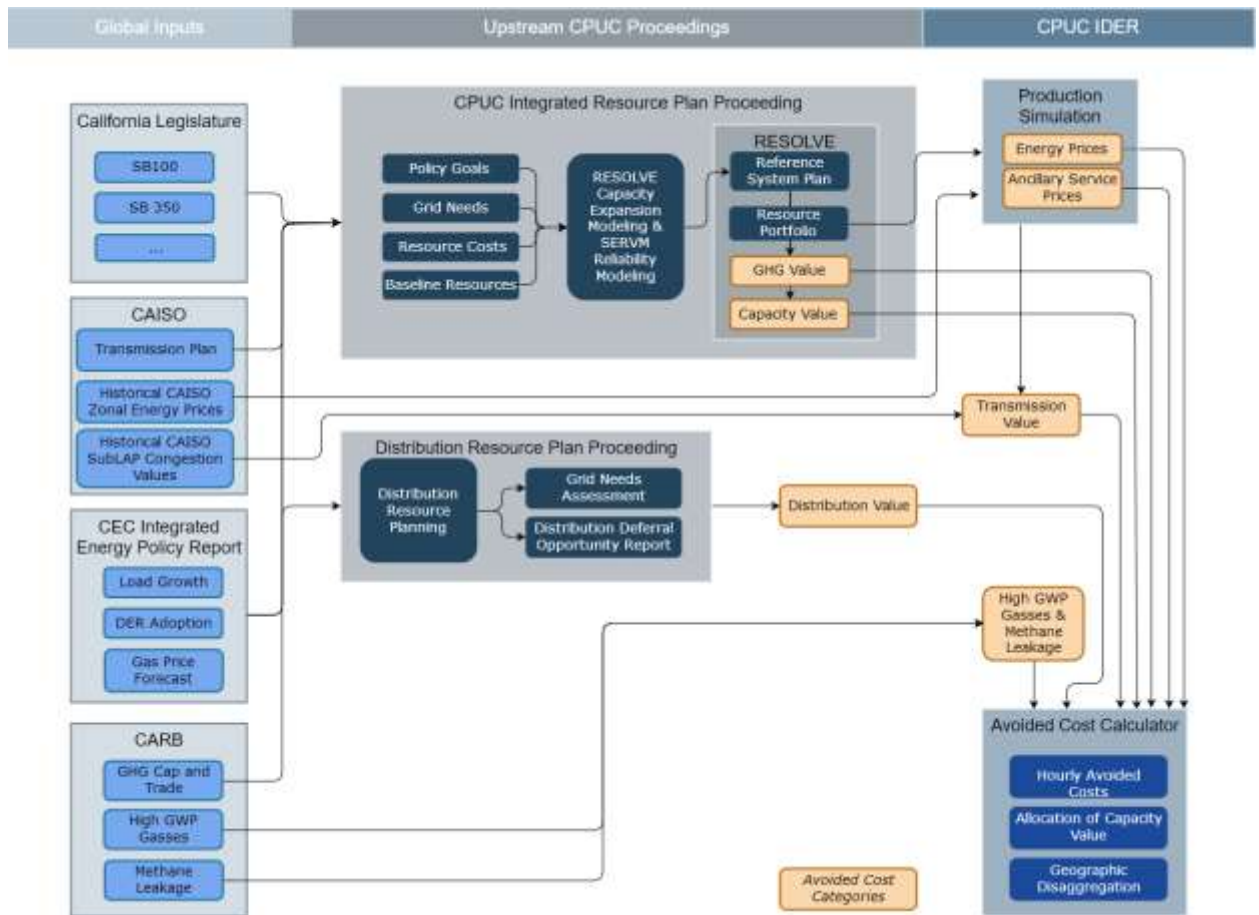 Global Inputs
Upstream CPUC Proceedings
CPUC IDER
California Legislature
SB100
SB 350
...
CAISO
Transmission Plan
Historical CAISO
Zonal Energy Prices
Historical CAISO
SubLAP Congestion
Values
CEC Integrated
Energy Policy Report
Load Growth
DER Adoption
Gas Price
Forecast
CARB
GHG Cap and
Trade
High GWP
Gasses
Methane
Leakage
CPUC Integrated Resource Plan Proceeding
Policy Goals
Grid Needs
Resource Costs
Baseline Resources
RESOLVE
Capacity
Expansion
Modeling &
SERVM
Reliability
Modeling
RESOLVE
Reference
System Plan
Resource
Portfolio
GHG Value
Capacity Value
Distribution Resource Plan Proceeding
Distribution
Resource
Planning
Grid Needs
Assessment
Distribution Deferral
Opportunity Report
Production
Simulation
Energy Prices
Ancillary Service
Prices
Transmission
Value
Distribution Value
High GWP
Gasses &
Methane
Leakage
Avoided Cost Calculator
Hourly Avoided
Costs
Allocation of Capacity
Value
Geographic
Disaggregation
Avoided Cost
Categories